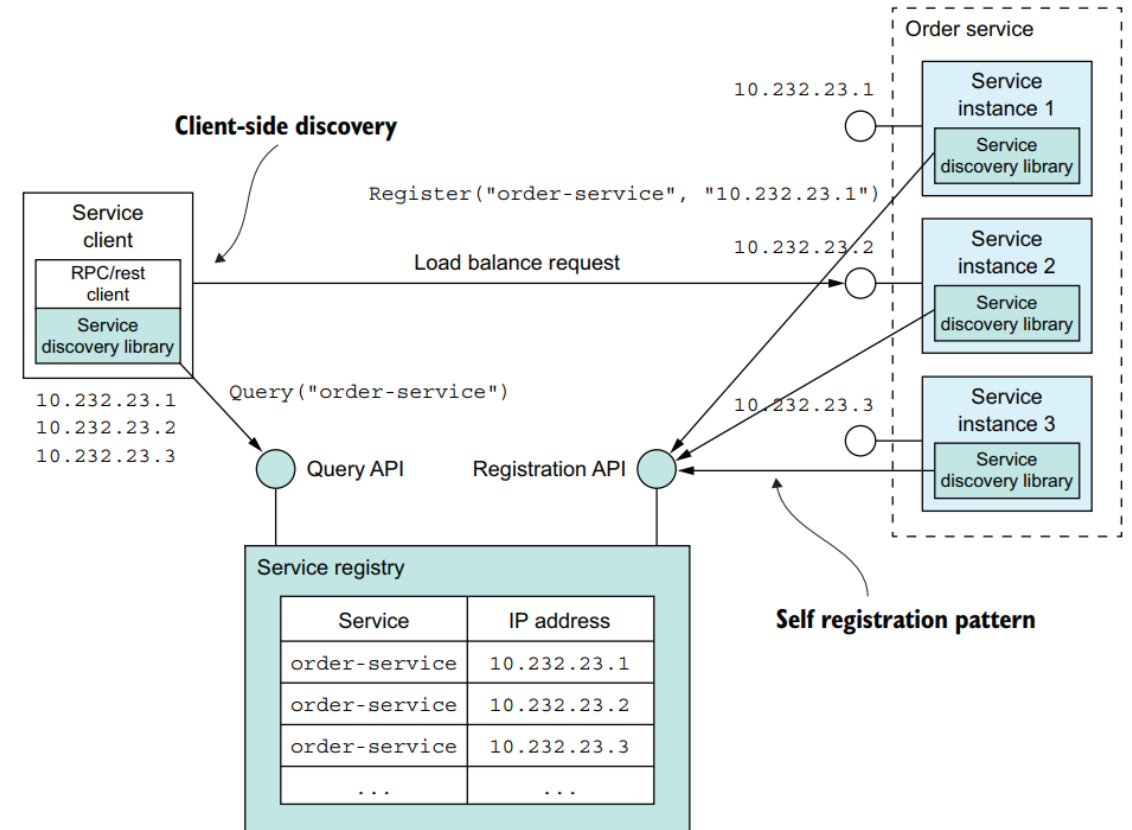 Order service
Service
instance 1
Service
discovery library
10.232.23.1
Client-side discovery
Register("order-service", "10.232.23.1")
Service
client
RPC/rest
client
Service
discovery library
10.232.23.1
10.232.23.2
10.232.23.3
Load balance request
10.232.23.2
Service
instance 2
Service
discovery library
Query("order-service")
10.232.23.3
Service
instance 3
Service
discovery library
Query API
Registration API
Self registration pattern
Service registry
Service IP address
order-service 10.232.23.1
order-service 10.232.23.2
order-service 10.232.23.3
... ...